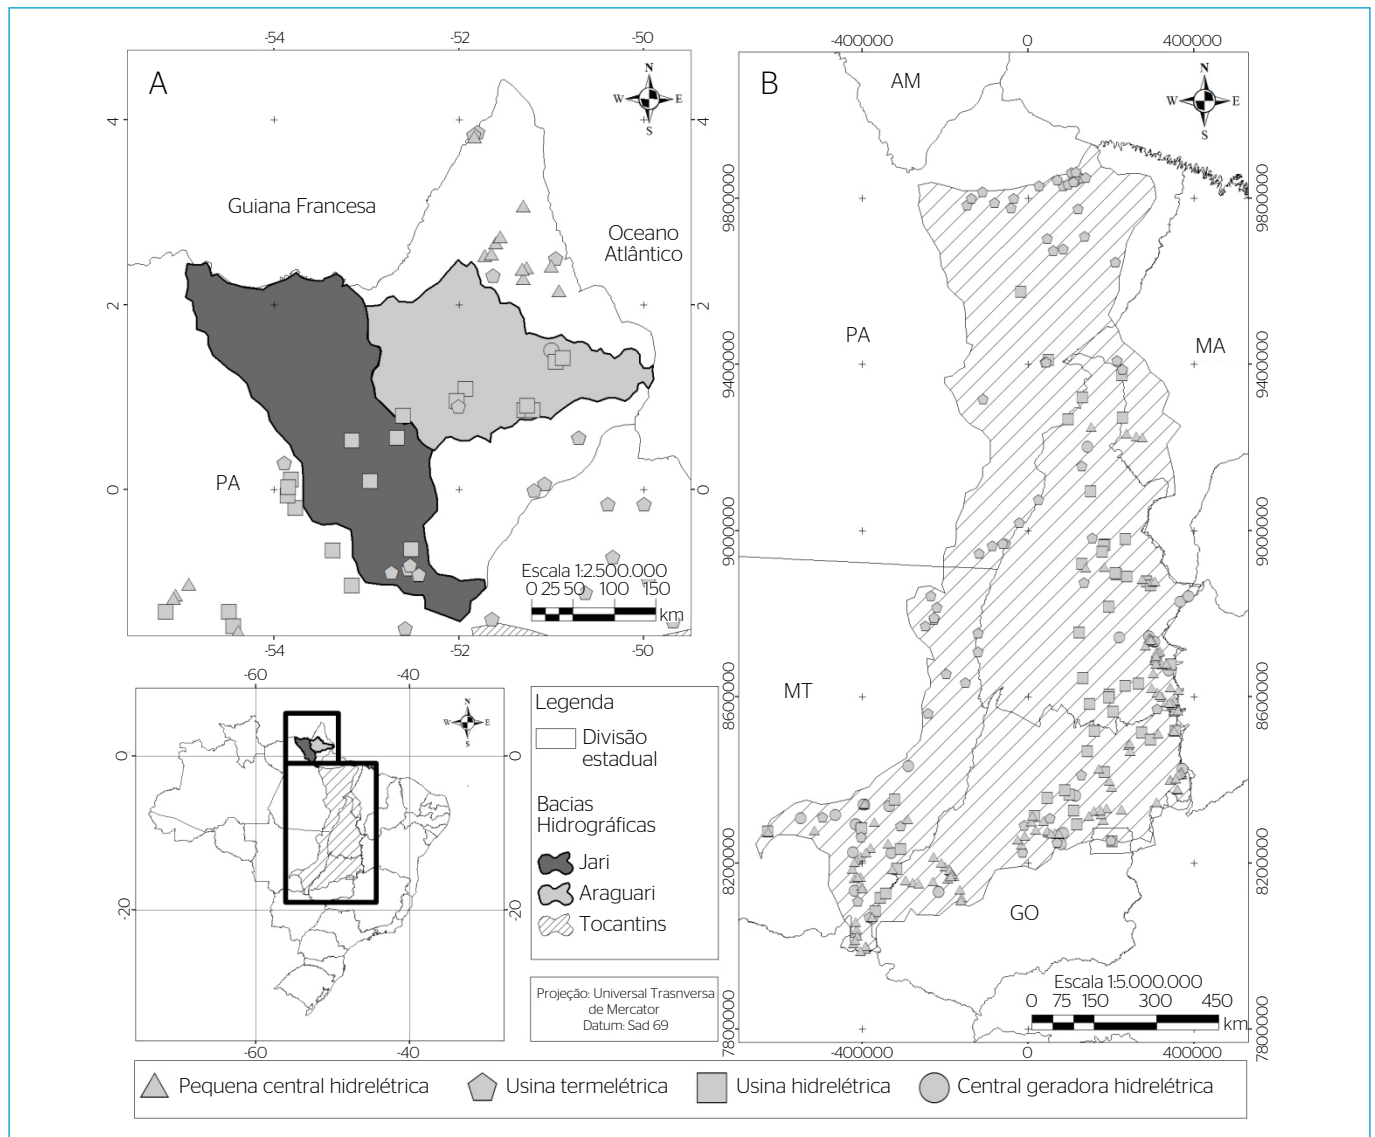 -54 -52 -50
A
N
W E
S
4 4
Guiana Francesa
Oceano
Atlântico
2
PA
0 0
Escala 1:2.500.000
0 25 50 100 150
km
-54 -52 -50
-400000 0 400000
B
N
W E
S
AM
PA
MA
MT
GO
9800000 9800000
9400000 9400000
9000000 9000000
8600000 8600000
8200000 8200000
7800000 7800000
Escala 1:5.000.000
0 75 150 300 450
km
-400000 0 400000
-60 -40
N
W E
S
0 0
-20 -20
-60 -40
Legenda
Divisão
estadual
Bacias
Hidrográficas
Jari
Araguari
Tocantins
Projeção: Universal Trasnversa
de Mercator
Datum: Sad 69
Pequena central hidrelétrica Usina termelétrica Usina hidrelétrica Central geradora hidrelétrica